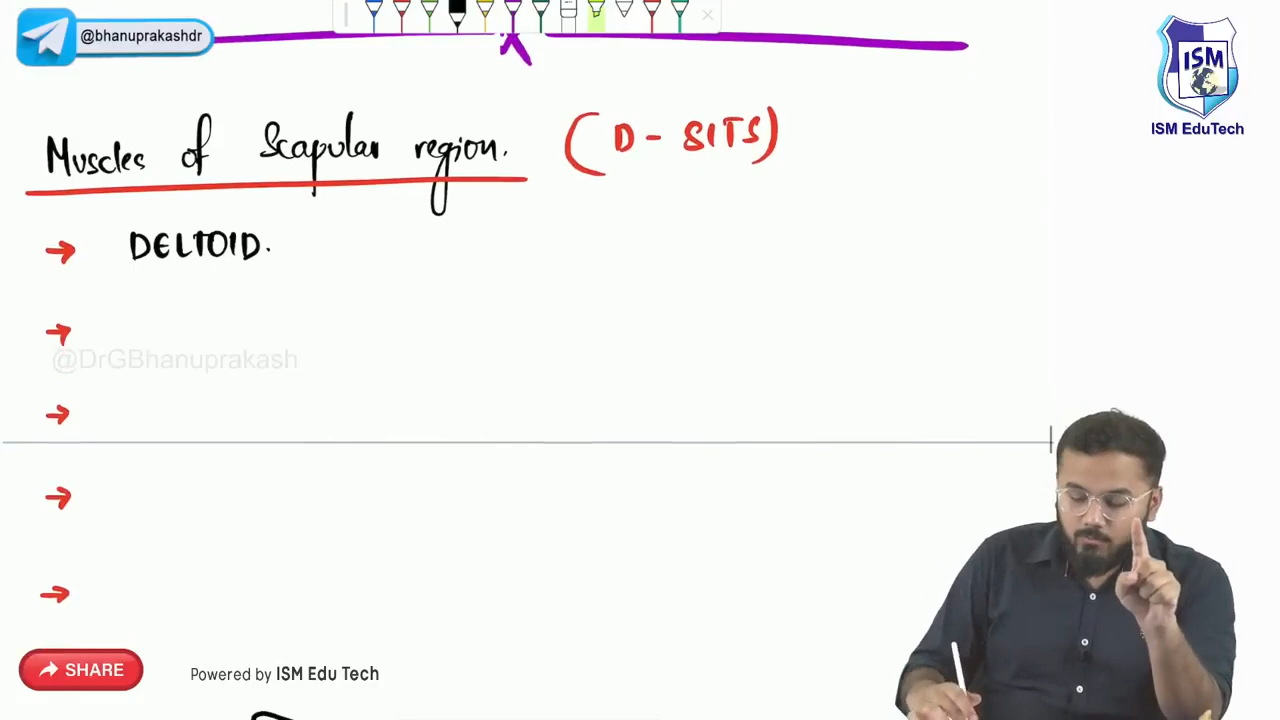 @bhanuprakashdr
ISM
ISM EduTech
Muscles of Scapular region. (D - SITS)
→ DELTOID.
→
@DrGBhanuprakash
→
→
→
SHARE
Powered by ISM Edu Tech